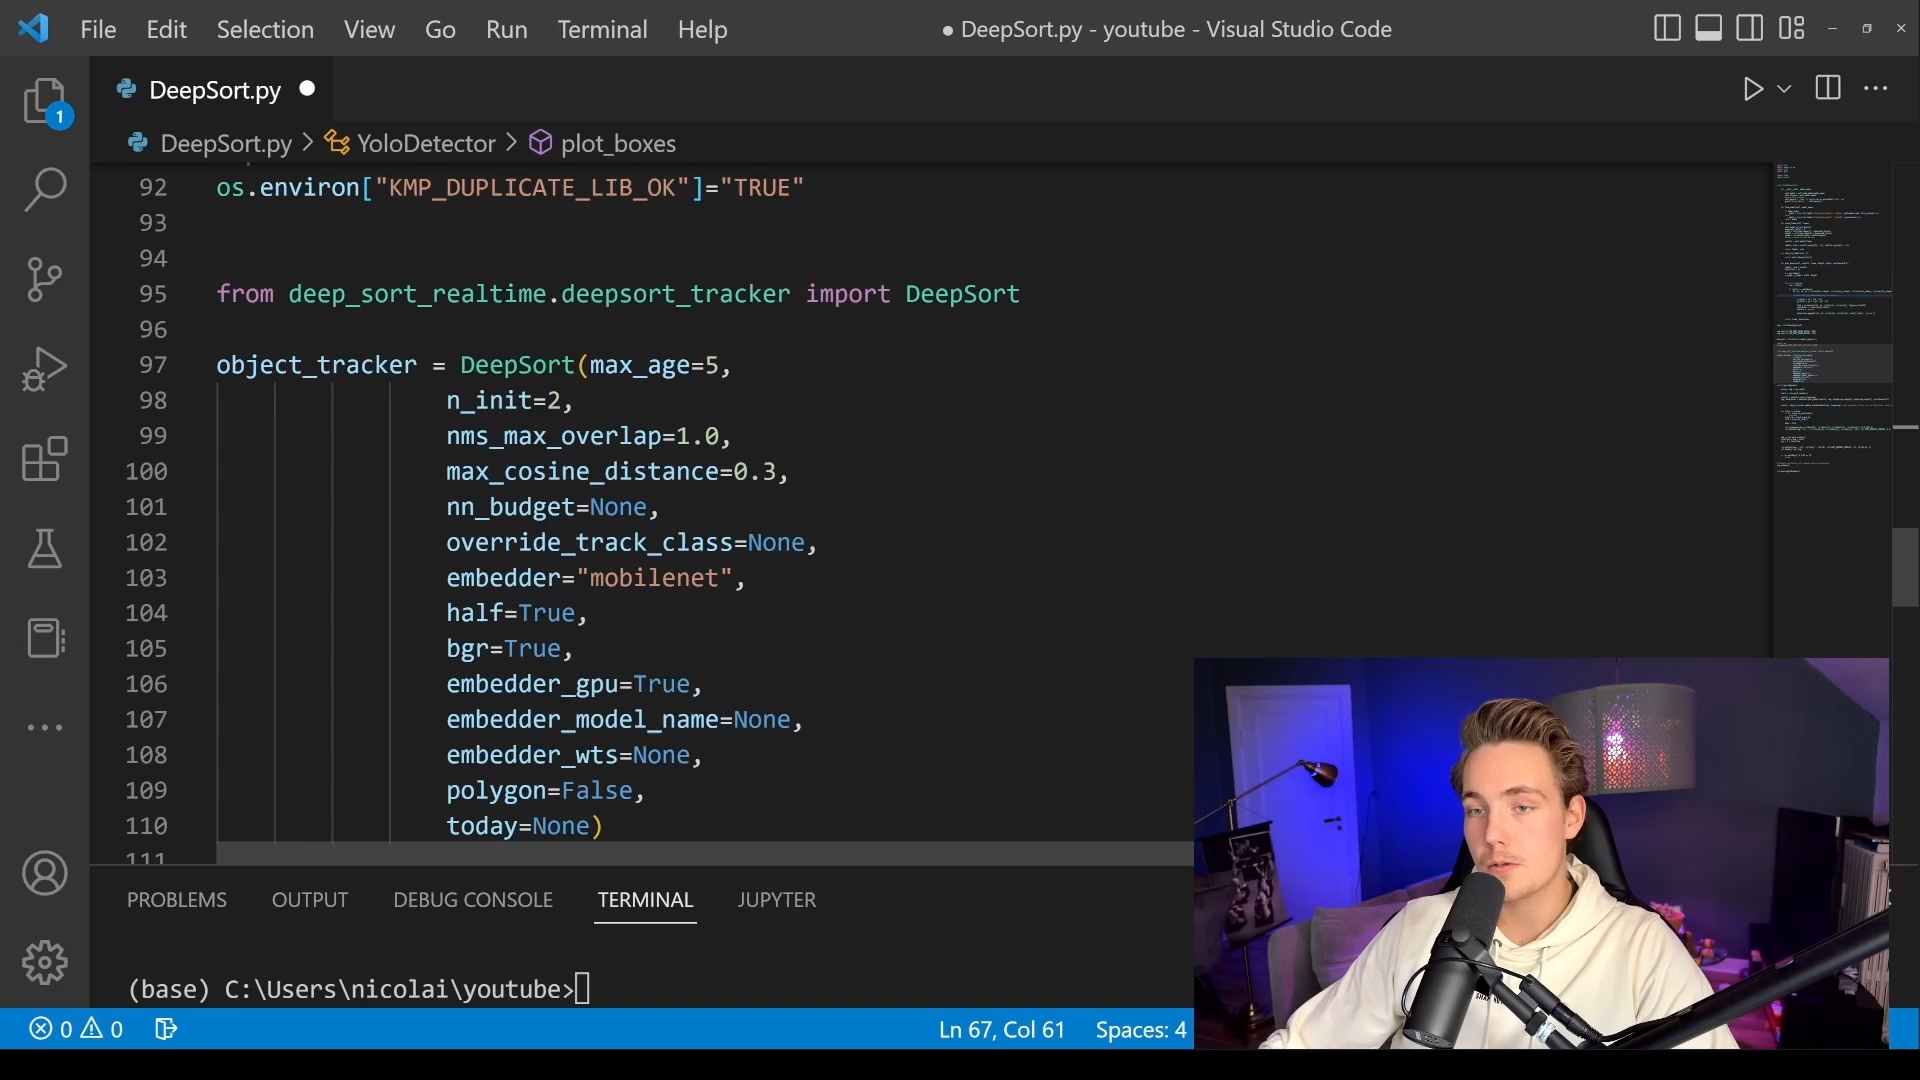 File Edit Selection View Go Run Terminal Help
● DeepSort.py - youtube - Visual Studio Code
DeepSort.py
DeepSort.py > YoloDetector > plot_boxes
1
92 os.environ["KMP_DUPLICATE_LIB_OK"]="TRUE"
93
94
95 from deep_sort_realtime.deepsort_tracker import DeepSort
96
97 object_tracker = DeepSort(max_age=5,
98 n_init=2,
99 nms_max_overlap=1.0,
100 max_cosine_distance=0.3,
101 nn_budget=None,
102 override_track_class=None,
103 embedder="mobilenet",
104 half=True,
105 bgr=True,
106 embedder_gpu=True,
107 embedder_model_name=None,
108 embedder_wts=None,
109 polygon=False,
110 today=None)
111
PROBLEMS OUTPUT DEBUG CONSOLE TERMINAL JUPYTER
(base) C:\Users\nicolai\youtube>
0 0 Ln 67, Col 61 Spaces: 4